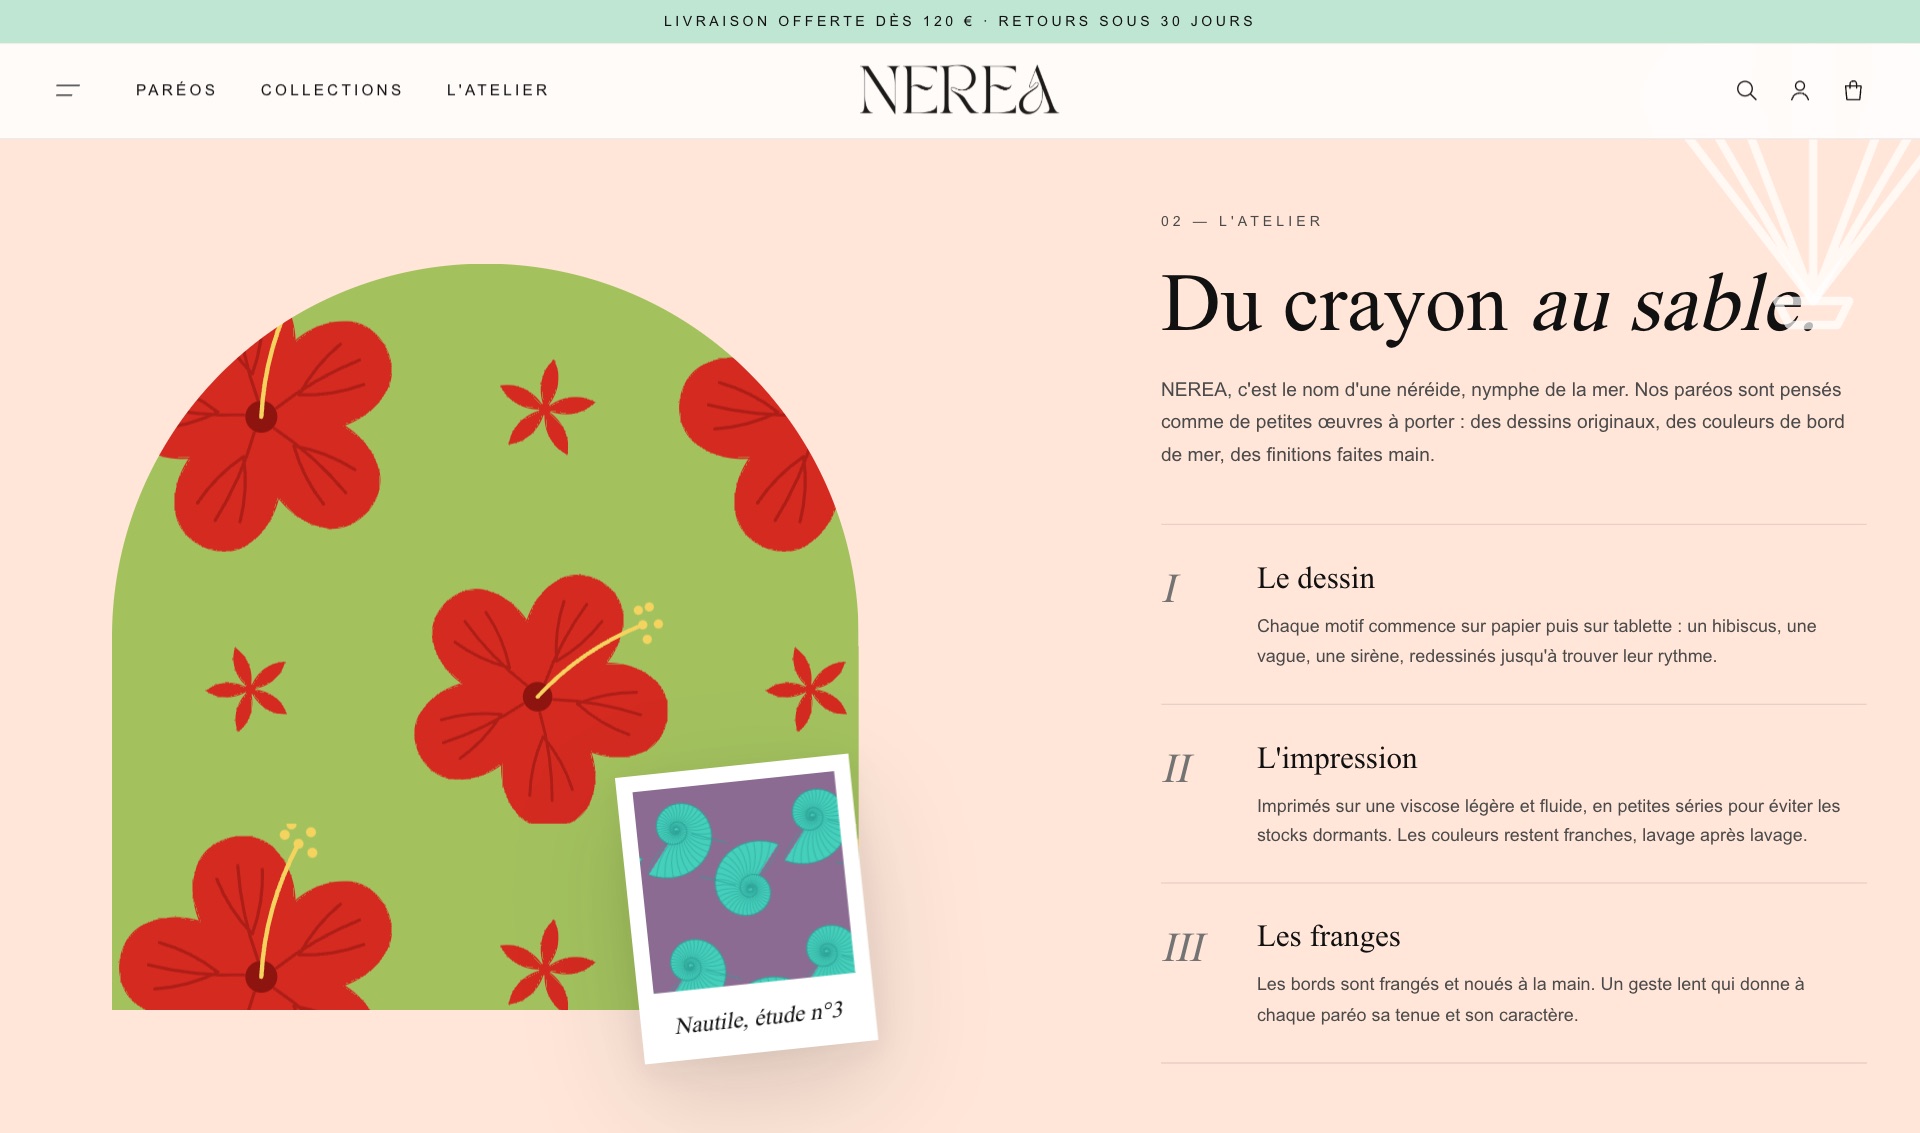 LIVRAISON OFFERTE DÈS 120 € · RETOURS SOUS 30 JOURS
PARÉOS
COLLECTIONS
L'ATELIER
NEREA
02 — L'ATELIER
Du crayon au sable.
NEREA, c'est le nom d'une néréide, nymphe de la mer. Nos paréos sont pensés
comme de petites œuvres à porter : des dessins originaux, des couleurs de bord
de mer, des finitions faites main.
I
Le dessin
Chaque motif commence sur papier puis sur tablette : un hibiscus, une
vague, une sirène, redessinés jusqu'à trouver leur rythme.
II
L'impression
Imprimés sur une viscose légère et fluide, en petites séries pour éviter les
stocks dormants. Les couleurs restent franches, lavage après lavage.
III
Les franges
Les bords sont frangés et noués à la main. Un geste lent qui donne à
chaque paréo sa tenue et son caractère.
Nautile, étude n°3